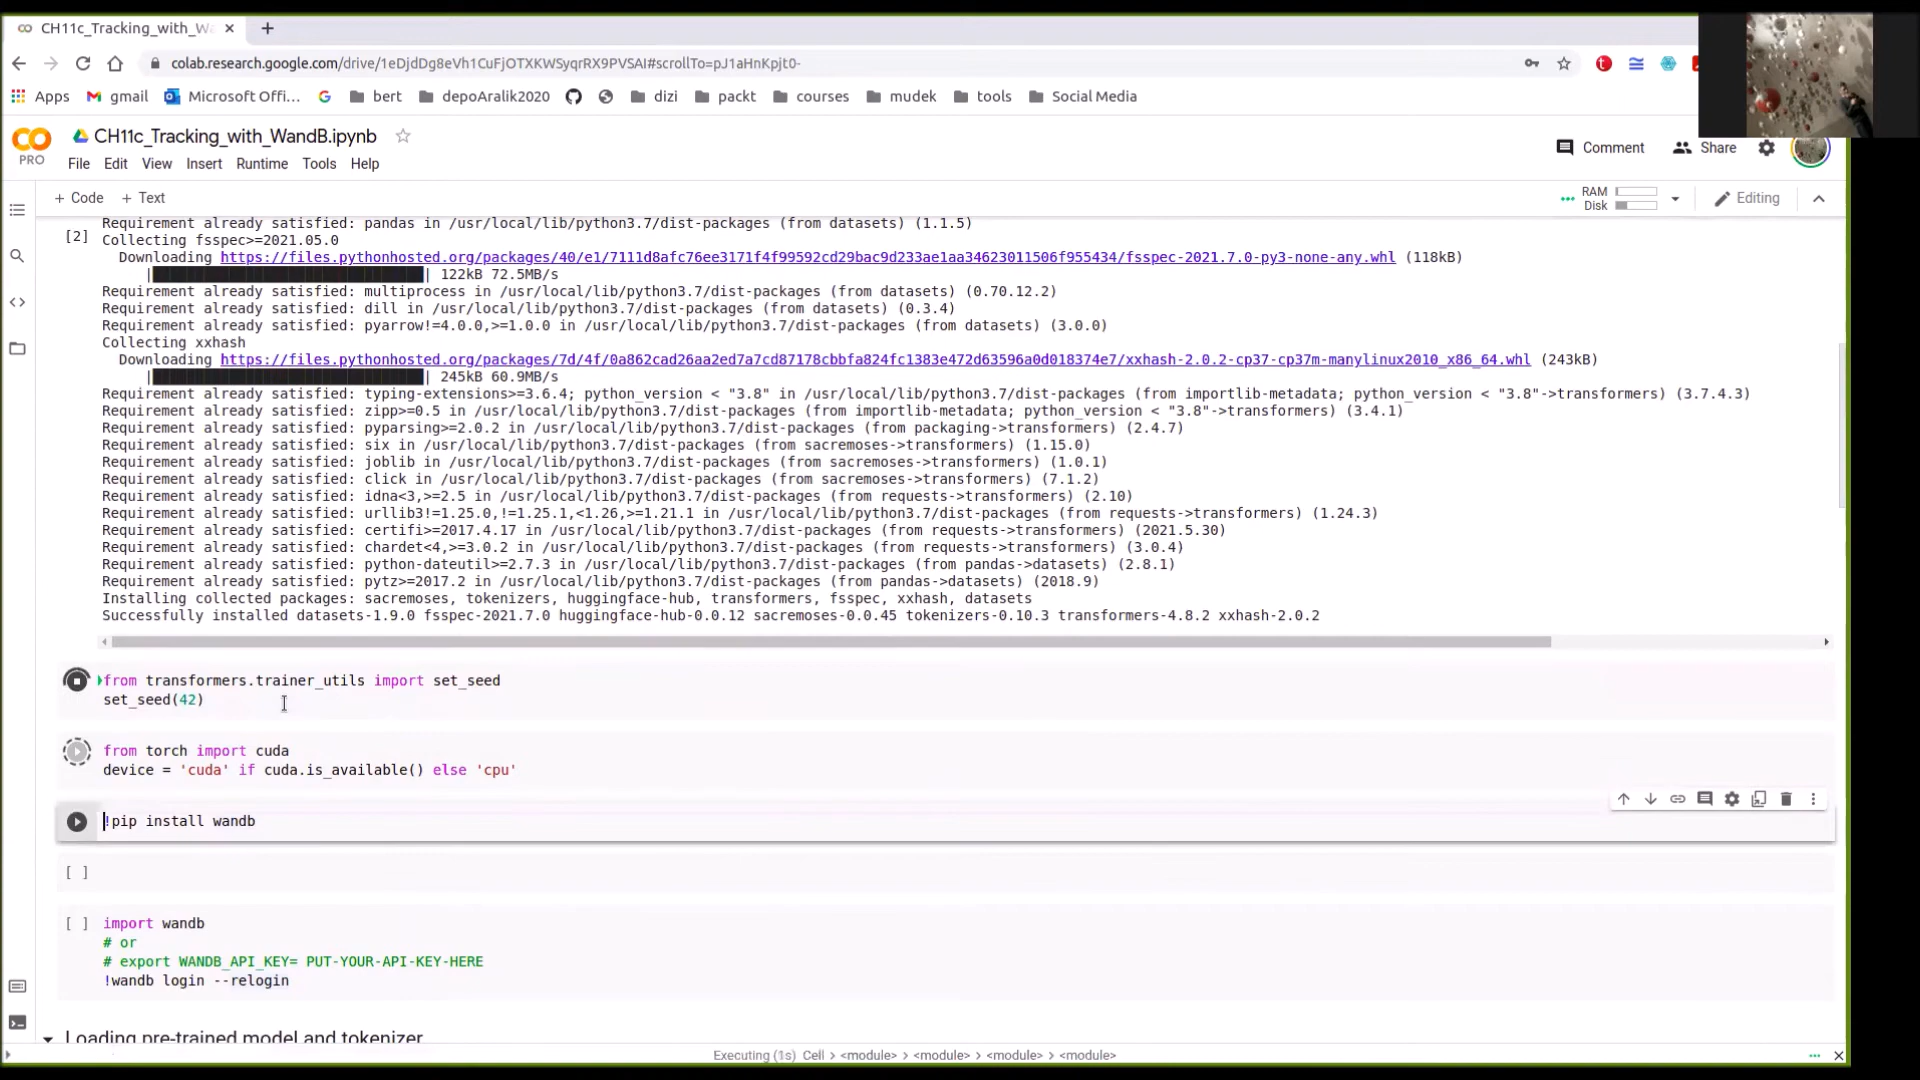 CH11c_Tracking_with_Wa
colab.research.google.com/drive/1eDjdDg8eVh1CuFjOTXKWSyqrRX9PVSAI#scrollTo=pJ1aHnKpjt0-
Apps gmail Microsoft Offi... bert depoAralik2020 dizi packt courses mudek tools Social Media
CH11c_Tracking_with_WandB.ipynb
PRO
File Edit View Insert Runtime Tools Help
Comment Share
+ Code + Text
RAM
Disk
Editing
Requirement already satisfied: pandas in /usr/local/lib/python3.7/dist-packages (from datasets) (1.1.5)
[2] Collecting fsspec>=2021.05.0
Downloading https://files.pythonhosted.org/packages/40/e1/7111d8afc76ee3171f4f99592cd29bac9d233ae1aa34623011506f955434/fsspec-2021.7.0-py3-none-any.whl (118kB)
122kB 72.5MB/s
Requirement already satisfied: multiprocess in /usr/local/lib/python3.7/dist-packages (from datasets) (0.70.12.2)
Requirement already satisfied: dill in /usr/local/lib/python3.7/dist-packages (from datasets) (0.3.4)
Requirement already satisfied: pyarrow!=4.0.0,>=1.0.0 in /usr/local/lib/python3.7/dist-packages (from datasets) (3.0.0)
Collecting xxhash
Downloading https://files.pythonhosted.org/packages/7d/4f/0a862cad26aa2ed7a7cd87178cbbfa824fc1383e472d63596a0d018374e7/xxhash-2.0.2-cp37-cp37m-manylinux2010_x86_64.whl (243kB)
245kB 60.9MB/s
Requirement already satisfied: typing-extensions>=3.6.4; python_version < "3.8" in /usr/local/lib/python3.7/dist-packages (from importlib-metadata; python_version < "3.8"->transformers) (3.7.4.3)
Requirement already satisfied: zipp>=0.5 in /usr/local/lib/python3.7/dist-packages (from importlib-metadata; python_version < "3.8"->transformers) (3.4.1)
Requirement already satisfied: pyparsing>=2.0.2 in /usr/local/lib/python3.7/dist-packages (from packaging->transformers) (2.4.7)
Requirement already satisfied: six in /usr/local/lib/python3.7/dist-packages (from sacremoses->transformers) (1.15.0)
Requirement already satisfied: joblib in /usr/local/lib/python3.7/dist-packages (from sacremoses->transformers) (1.0.1)
Requirement already satisfied: click in /usr/local/lib/python3.7/dist-packages (from sacremoses->transformers) (7.1.2)
Requirement already satisfied: idna<3,>=2.5 in /usr/local/lib/python3.7/dist-packages (from requests->transformers) (2.10)
Requirement already satisfied: urllib3!=1.25.0,!=1.25.1,<1.26,>=1.21.1 in /usr/local/lib/python3.7/dist-packages (from requests->transformers) (1.24.3)
Requirement already satisfied: certifi>=2017.4.17 in /usr/local/lib/python3.7/dist-packages (from requests->transformers) (2021.5.30)
Requirement already satisfied: chardet<4,>=3.0.2 in /usr/local/lib/python3.7/dist-packages (from requests->transformers) (3.0.4)
Requirement already satisfied: python-dateutil>=2.7.3 in /usr/local/lib/python3.7/dist-packages (from pandas->datasets) (2.8.1)
Requirement already satisfied: pytz>=2017.2 in /usr/local/lib/python3.7/dist-packages (from pandas->datasets) (2018.9)
Installing collected packages: sacremoses, tokenizers, huggingface-hub, transformers, fsspec, xxhash, datasets
Successfully installed datasets-1.9.0 fsspec-2021.7.0 huggingface-hub-0.0.12 sacremoses-0.0.45 tokenizers-0.10.3 transformers-4.8.2 xxhash-2.0.2
from transformers.trainer_utils import set_seed
set_seed(42)
from torch import cuda
device = 'cuda' if cuda.is_available() else 'cpu'
!pip install wandb
[ ]
[ ] import wandb
# or
# export WANDB_API_KEY= PUT-YOUR-API-KEY-HERE
!wandb login --relogin
Loading pre-trained model and tokenizer
Executing (1s) Cell > <module> > <module> > <module> > <module>